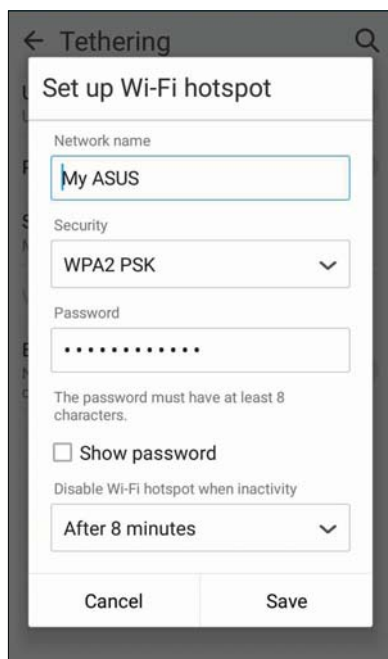 Tethering
Set up Wi-Fi hotspot
Network name
My ASUS
Security
WPA2 PSK
Password
••••••••••••
The password must have at least 8
characters.
Show password
Disable Wi-Fi hotspot when inactivity
After 8 minutes
Cancel
Save